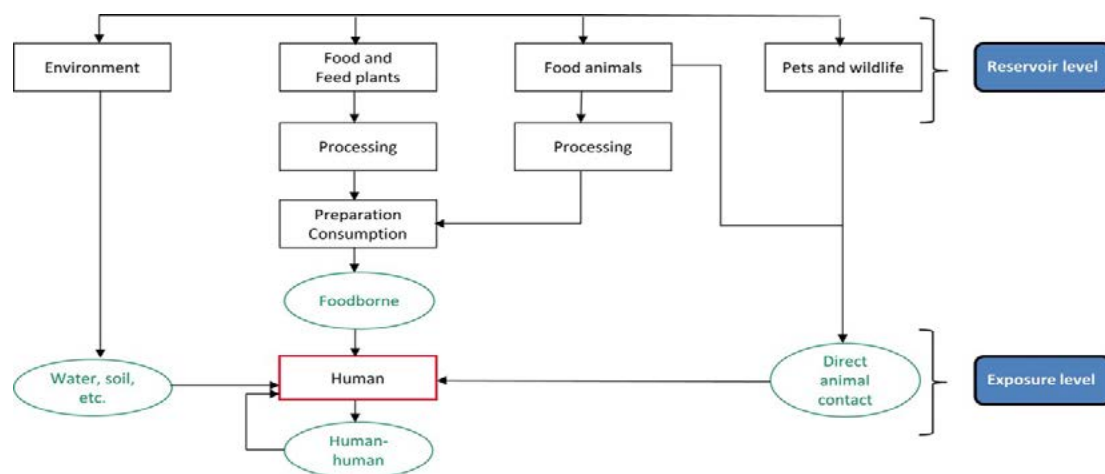 Environment
Food and
Feed plants
Food animals
Pets and wildlife
Reservoir level
Processing
Processing
Preparation
Consumption
Foodborne
Water, soil,
etc.
Human
Direct
animal
contact
Exposure level
Human-
human